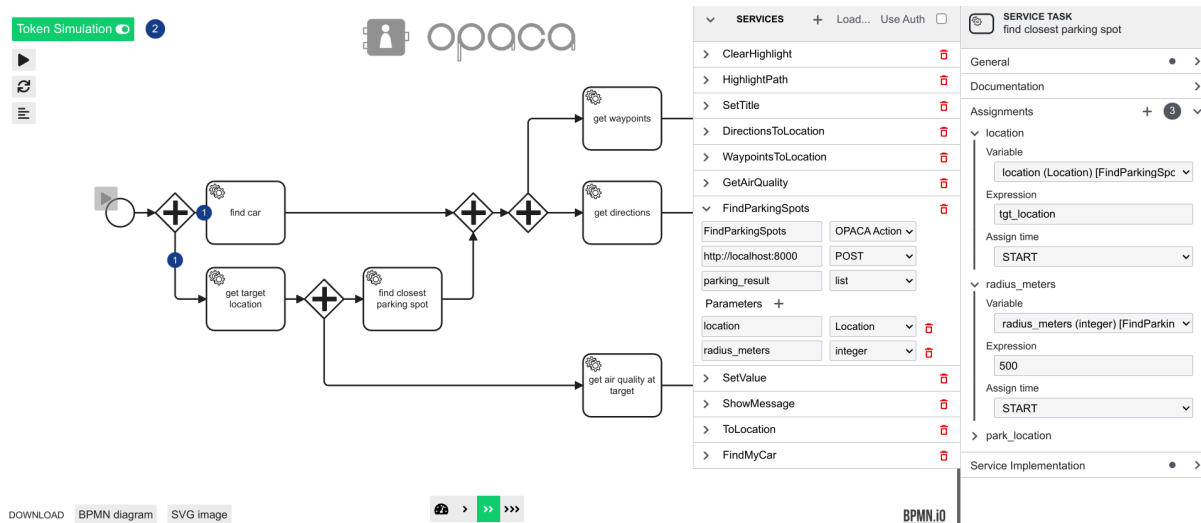 Token Simulation
2
opaca
get waypoints
find car
1
get directions
1
get target
location
find closest
parking spot
get air quality at
target
DOWNLOAD
BPMN diagram
SVG image
BPMN.iO
SERVICES
+ Load... Use Auth
ClearHighlight
HighlightPath
SetTitle
DirectionsToLocation
WaypointsToLocation
GetAirQuality
FindParkingSpots
FindParkingSpots OPACA Action
http://localhost:8000 POST
parking_result list
Parameters +
location Location
radius_meters integer
SetValue
ShowMessage
ToLocation
FindMyCar
SERVICE TASK
find closest parking spot
General
Documentation
Assignments + 3
location
Variable
location (Location) [FindParkingSpc
Expression
tgt_location
Assign time
START
radius_meters
Variable
radius_meters (integer) [FindParkin
Expression
500
Assign time
START
park_location
Service Implementation